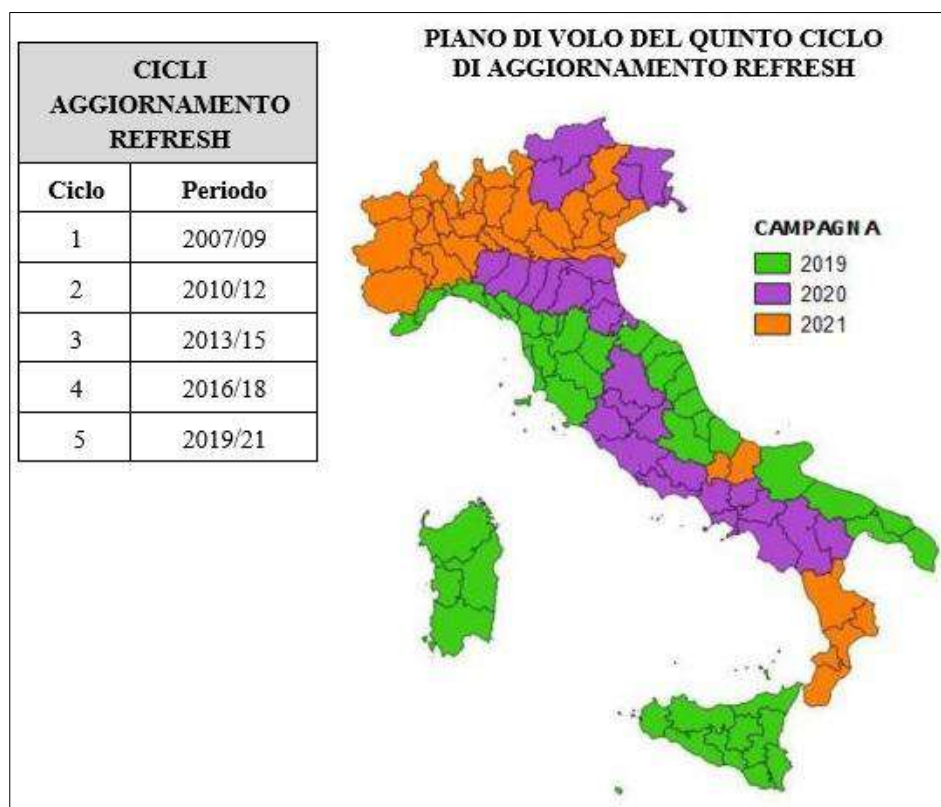 CICLI
AGGIORNAMENTO
REFRESH
Ciclo Periodo
1 2007/09
2 2010/12
3 2013/15
4 2016/18
5 2019/21
PIANO DI VOLO DEL QUINTO CICLO
DI AGGIORNAMENTO REFRESH
CAMPAGNA
2019
2020
2021